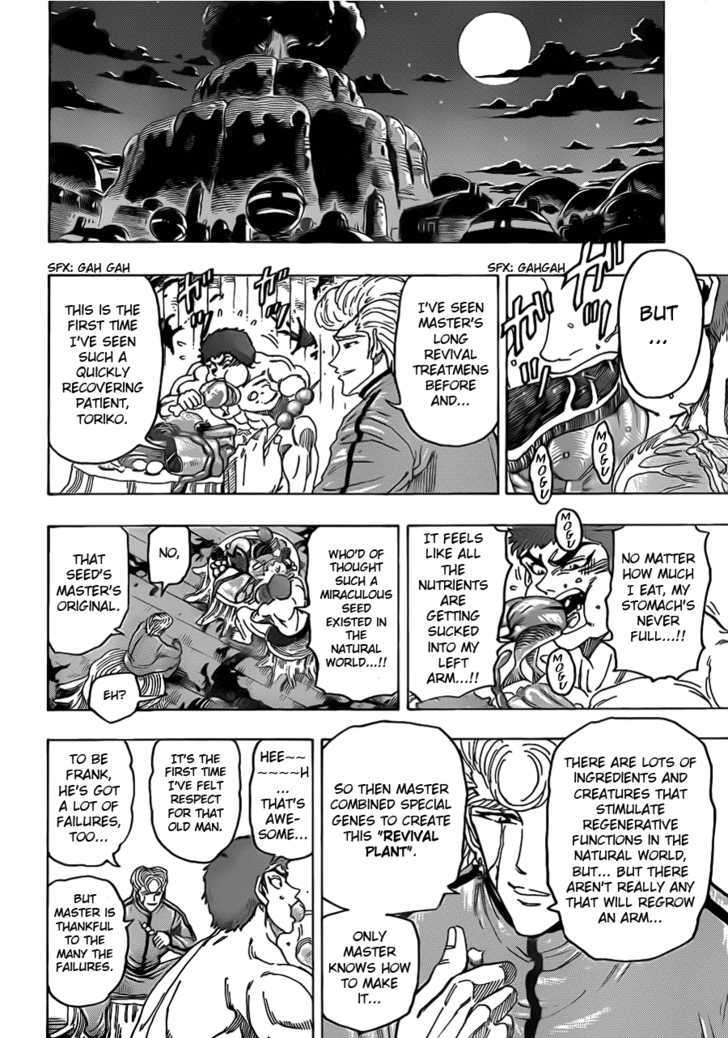 SFX: GAHGAH
BUT
...
MOGU
MOGU
MOGU
I'VE SEEN
MASTER'S
LONG
REVIVAL
TREATMENS
BEFORE
AND...
SFX: GAH GAH
THIS IS THE
FIRST TIME
I'VE SEEN
SUCH A
QUICKLY
RECOVERING
PATIENT,
TORIKO.
NO MATTER
HOW MUCH
I EAT, MY
STOMACH'S
NEVER
FULL...!!
MOGU
MOGU
MOGU
IT FEELS
LIKE ALL
THE
NUTRIENTS
ARE
GETTING
SUCKED
INTO MY
LEFT
ARM...!!
WHO'D OF
THOUGHT
SUCH A
MIRACULOUS
SEED
EXISTED
IN THE
NATURAL
WORLD...!!
NO,
THAT
SEED'S
MASTER'S
ORIGINAL.
EH?
THERE ARE LOTS
OF INGREDIENTS AND
CREATURES THAT
STIMULATE
REGENERATIVE
FUNCTIONS IN
THE NATURAL
WORLD,
BUT... BUT THERE
AREN'T REALLY ANY
THAT WILL REGROW
AN ARM...
SO THEN MASTER
COMBINED SPECIAL
GENES TO CREATE
THIS "REVIVAL
PLANT".
ONLY
MASTER
KNOWS HOW
TO MAKE
IT...
HEE~~
~~~~~H
...
THAT'S
AWE-
SOME...
IT'S THE
FIRST TIME
I'VE FELT
RESPECT
FOR THAT
OLD MAN.
TO BE
FRANK,
HE'S GOT
A LOT OF
FAILURES,
TOO...
BUT
MASTER IS
THANKFUL
TO THE
MANY THE
FAILURES.